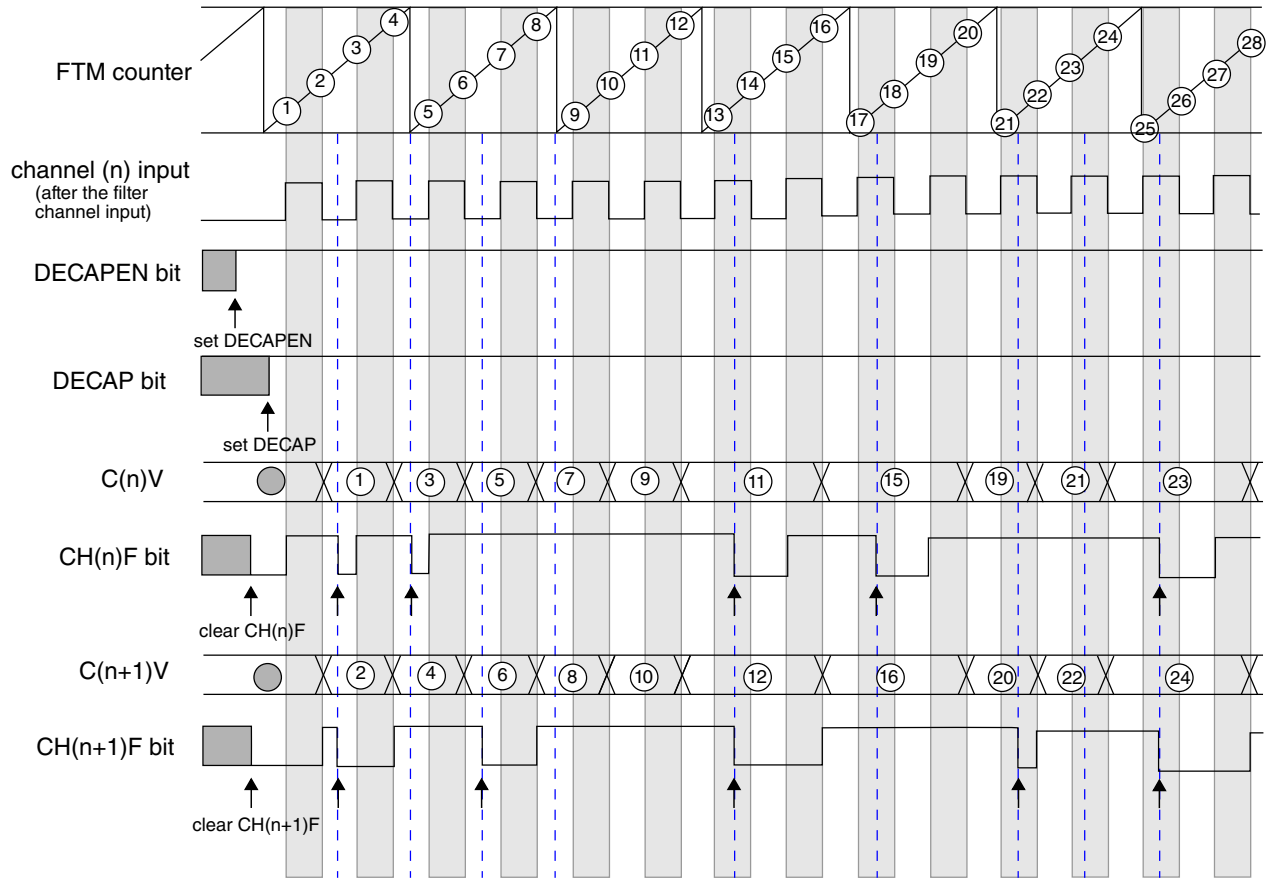 FTM counter
1 2 3 4 5 6 7 8 9 10 11 12 13 14 15 16 17 18 19 20 21 22 23 24 25 26 27 28
channel (n) input
(after the filter
channel input)
DECAPEN bit
set DECAPEN
DECAP bit
set DECAP
C(n)V 1 3 5 7 9 11 15 19 21 23
CH(n)F bit
clear CH(n)F
C(n+1)V 2 4 6 8 10 12 16 20 22 24
CH(n+1)F bit
clear CH(n+1)F